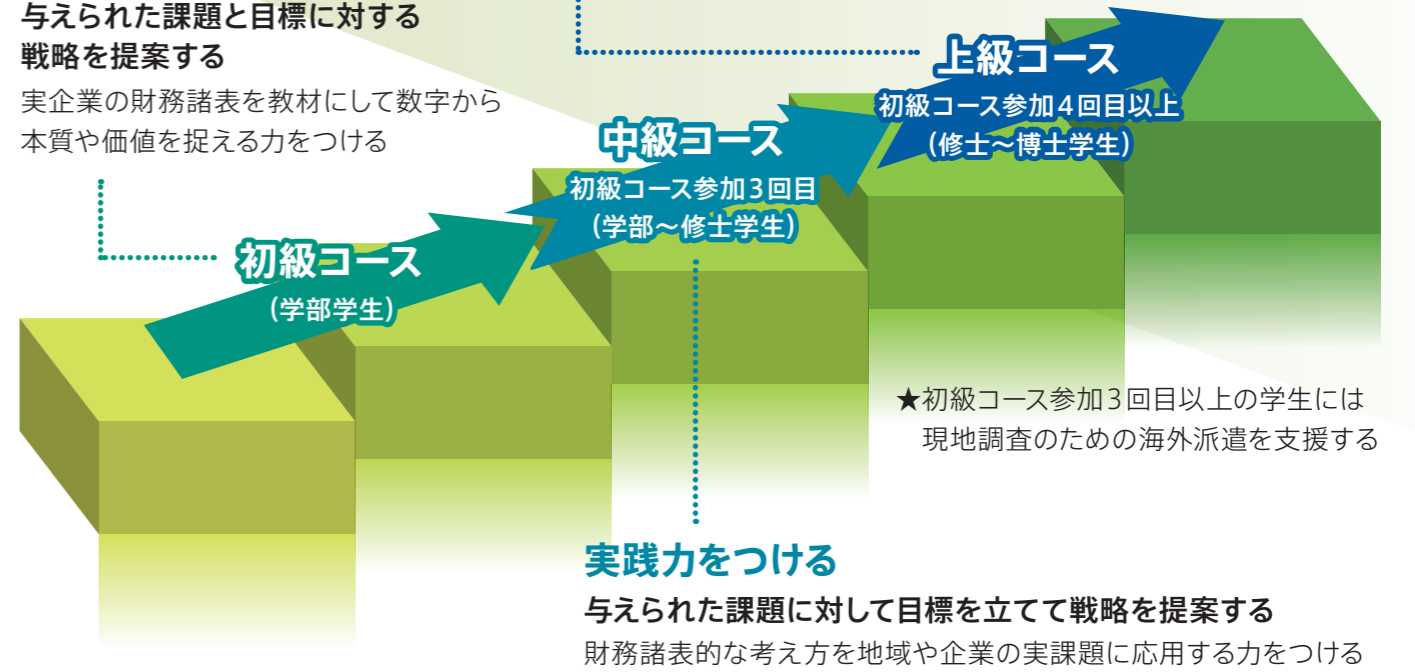 与えられた課題と目標に対する
戦略を提案する
実企業の財務諸表を教材にして数字から
本質や価値を捉える力をつける
上級コース
初級コース参加4回目以上
(修士〜博士学生)
中級コース
初級コース参加3回目
(学部〜修士学生)
初級コース
(学部学生)
★初級コース参加3回目以上の学生には
現地調査のための海外派遣を支援する
実践力をつける
与えられた課題に対して目標を立てて戦略を提案する
財務諸表的な考え方を地域や企業の実課題に応用する力をつける